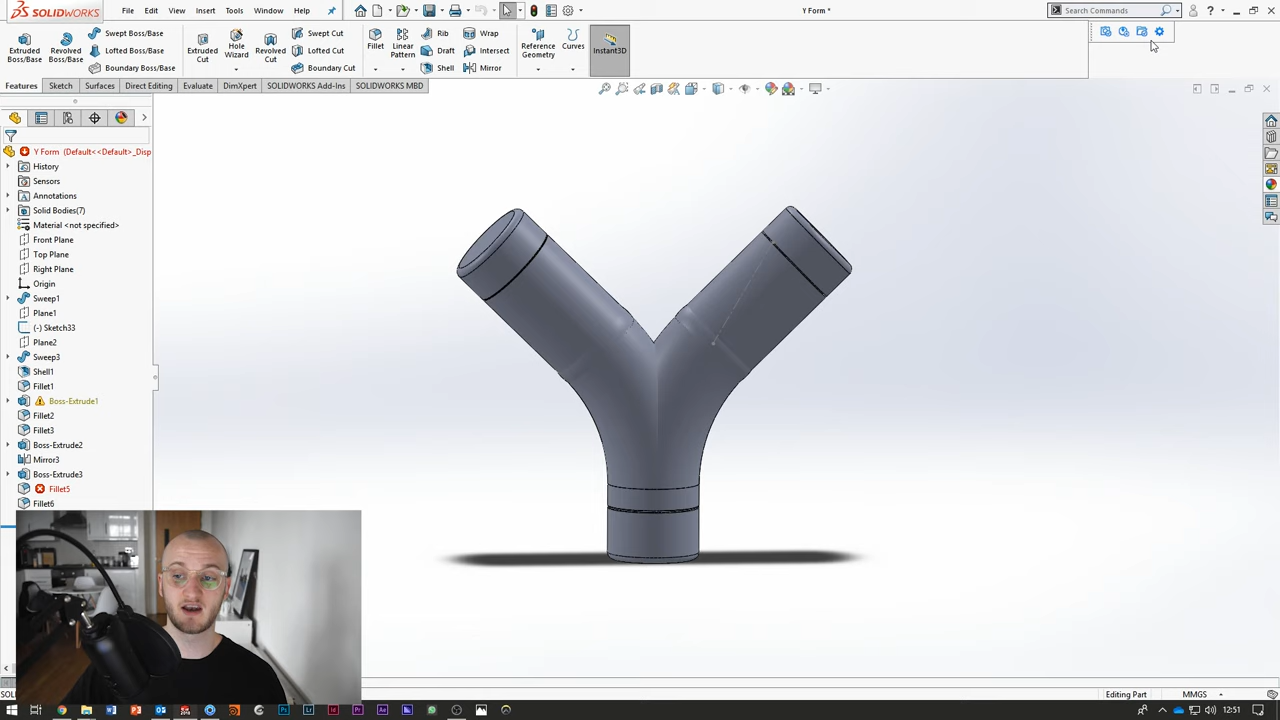 SOLIDWORKS
File
Edit
View
Insert
Tools
Window
Help
Y Form *
Search Commands
Extruded
Boss/Base
Revolved
Boss/Base
Swept Boss/Base
Lofted Boss/Base
Boundary Boss/Base
Extruded
Cut
Hole
Wizard
Revolved
Cut
Swept Cut
Lofted Cut
Boundary Cut
Fillet
Linear
Pattern
Rib
Draft
Shell
Wrap
Intersect
Mirror
Reference
Geometry
Curves
Instant3D
Features
Sketch
Surfaces
Direct Editing
Evaluate
DimXpert
SOLIDWORKS Add-Ins
SOLIDWORKS MBD
Y Form (Default<<Default>_Disp
History
Sensors
Annotations
Solid Bodies(7)
Material <not specified>
Front Plane
Top Plane
Right Plane
Origin
Sweep1
Plane1
(-) Sketch33
Plane2
Sweep3
Shell1
Fillet1
Boss-Extrude1
Fillet2
Fillet3
Boss-Extrude2
Mirror3
Boss-Extrude3
Fillet5
Fillet6
Editing Part
MMGS
12:51